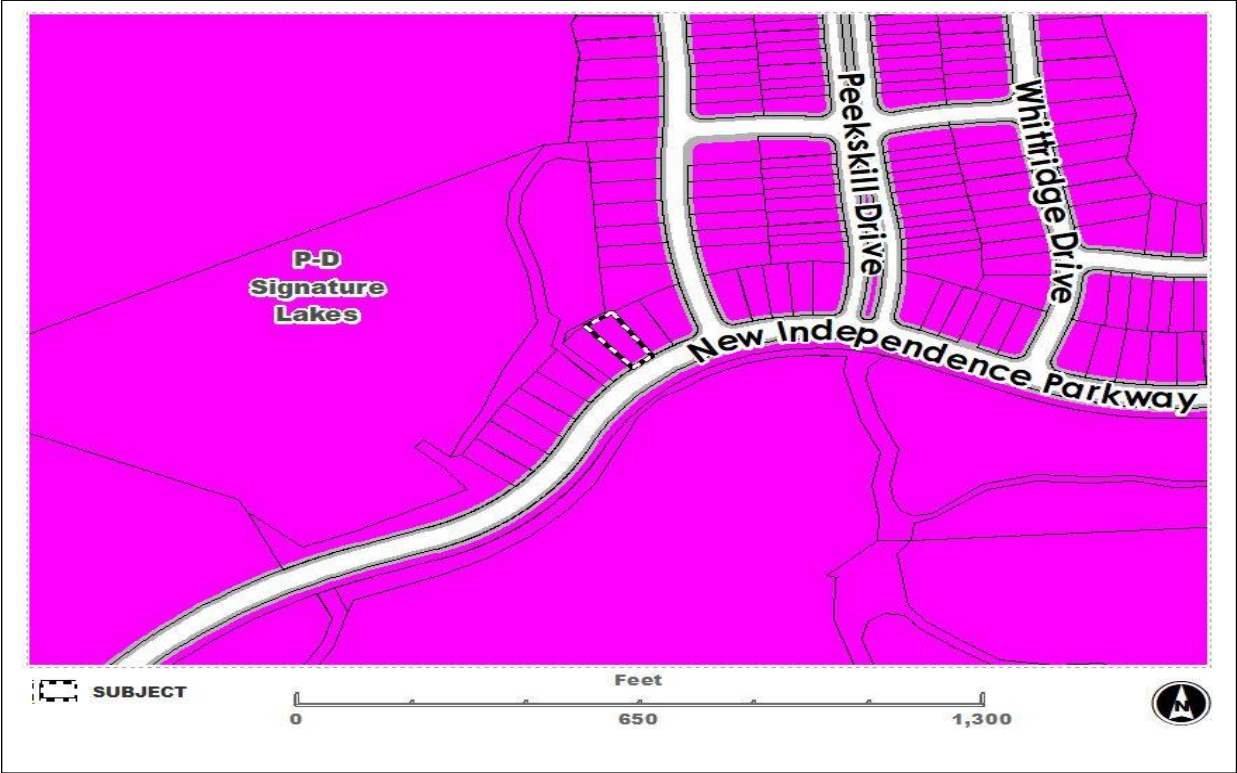 Peekskill Drive
Whittridge Drive
P-D
Signature
Lakes
New Independence Parkway
SUBJECT
Feet
0
650
1,300
N